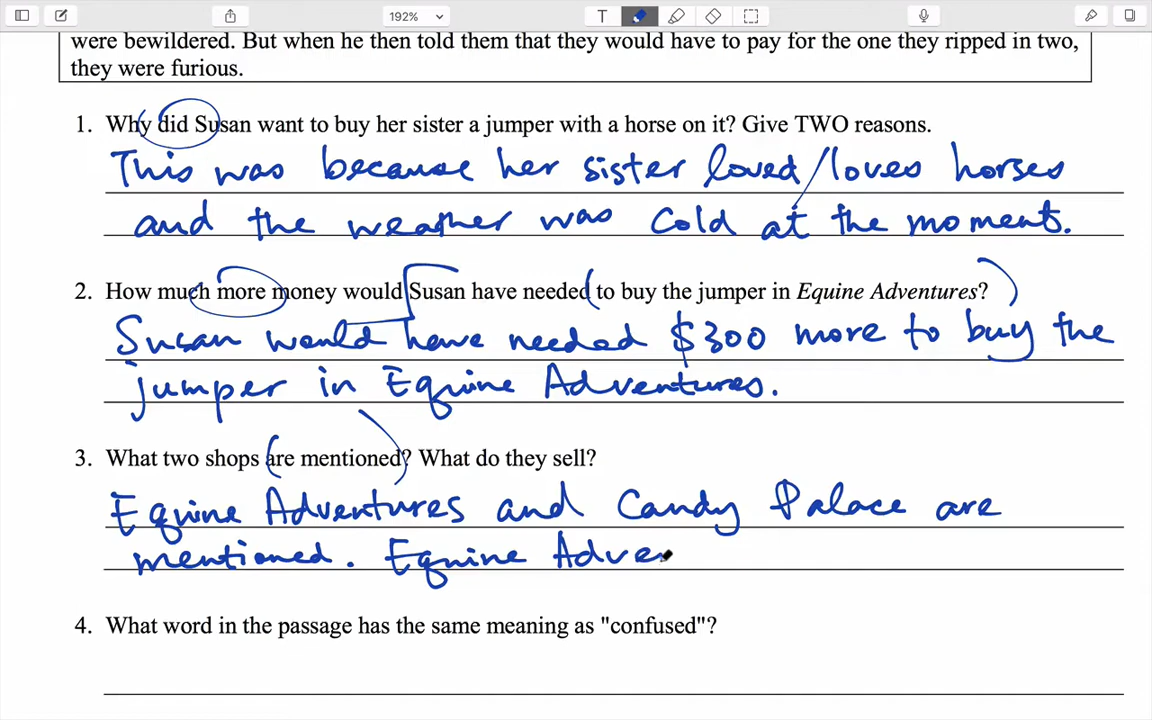 192%
T
were bewildered. But when he then told them that they would have to pay for the one they ripped in two,
they were furious.
1. Why did Susan want to buy her sister a jumper with a horse on it? Give TWO reasons.
This was because her sister loved/loves horses
and the weather was cold at the moment.
2. How much more money would Susan have needed to buy the jumper in Equine Adventures?
Susan would have needed $300 more to buy the
jumper in Equine Adventures.
3. What two shops are mentioned? What do they sell?
Equine Adventures and Candy Palace are
mentioned. Equine Adve
4. What word in the passage has the same meaning as "confused"?